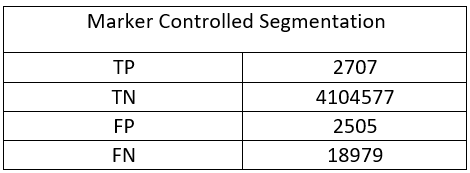 Marker Controlled Segmentation
TP 2707
TN 4104577
FP 2505
FN 18979